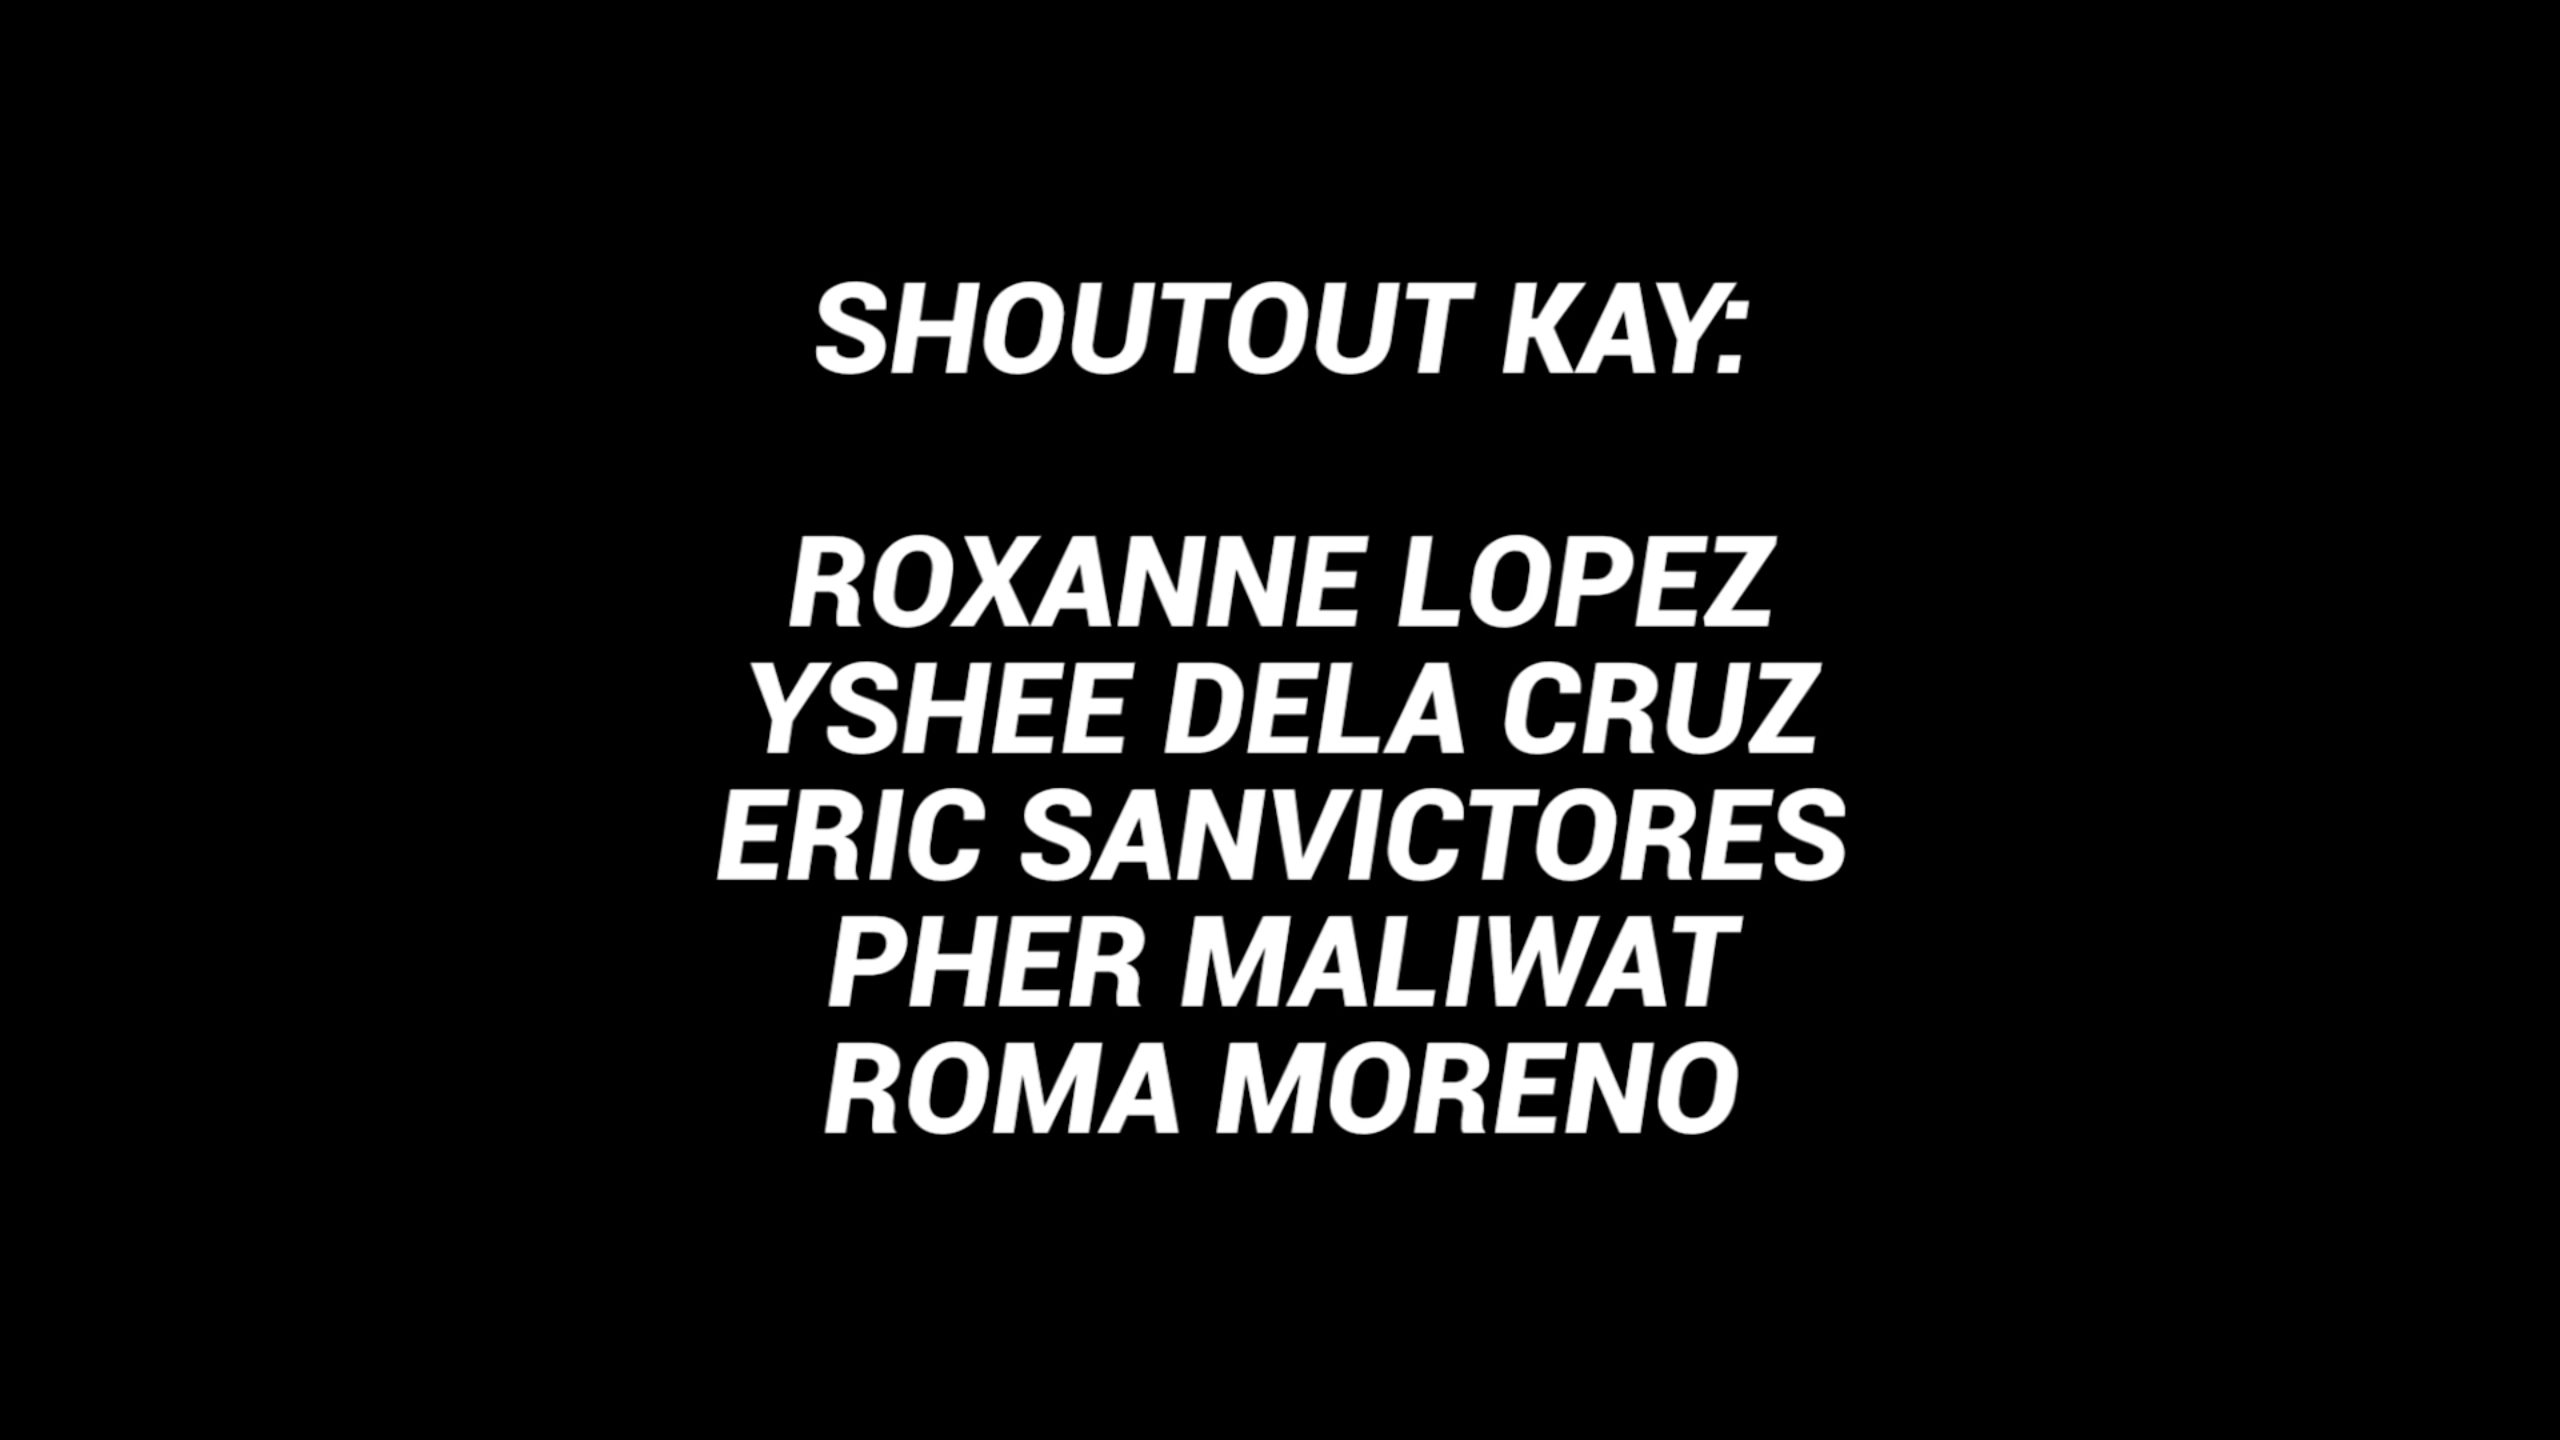 SHOUTOUT KAY:
ROXANNE LOPEZ
YSHEE DELA CRUZ
ERIC SANVICTORES
PHER MALIWAT
ROMA MORENO